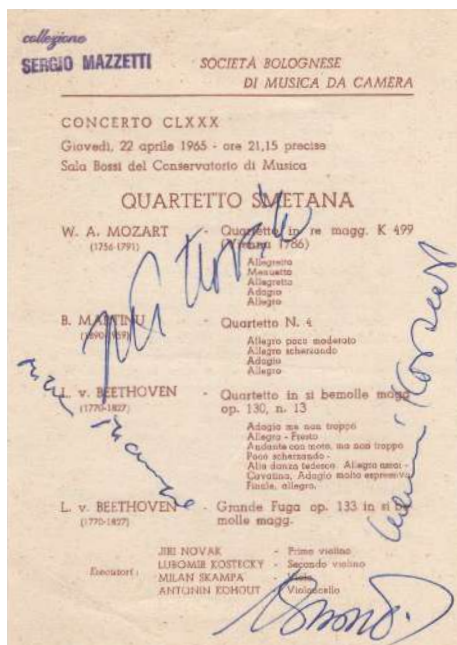 collezione
SERGIO MAZZETTI
SOCIETÀ BOLOGNESE
DI MUSICA DA CAMERA
CONCERTO CLXXX
Giovedì, 22 aprile 1965 - ore 21,15 precise
Sala Bossi del Conservatorio di Musica
QUARTETTO SMETANA
W. A. MOZART - Quartetto in re magg. K 499
(1756-1791) (Vienna 1786)
Allegretto
Menuetto
Allegretto
Adagio
Allegro
B. MARTINU - Quartetto N. 4
(1890-1959)
Allegro poco moderato
Allegro scherzando
Adagio
Allegro
L. v. BEETHOVEN - Quartetto in si bemolle magg.
(1770-1827) op. 130, n. 13
Adagio ma non troppo
Allegro - Presto
Andante con moto, ma non troppo
Poco scherzando -
Alla danza tedesca. Allegro assai -
Cavatina, Adagio molto espressivo
Finale, allegro.
L. v. BEETHOVEN - Grande Fuga op. 133 in si be
(1770-1827) molle magg.
Esecutori:
JIRI NOVAK - Primo violino
LUBOMIR KOSTECKY - Secondo violino
MILAN SKAMPA - Viola
ANTONIN KOHOUT - Violoncello